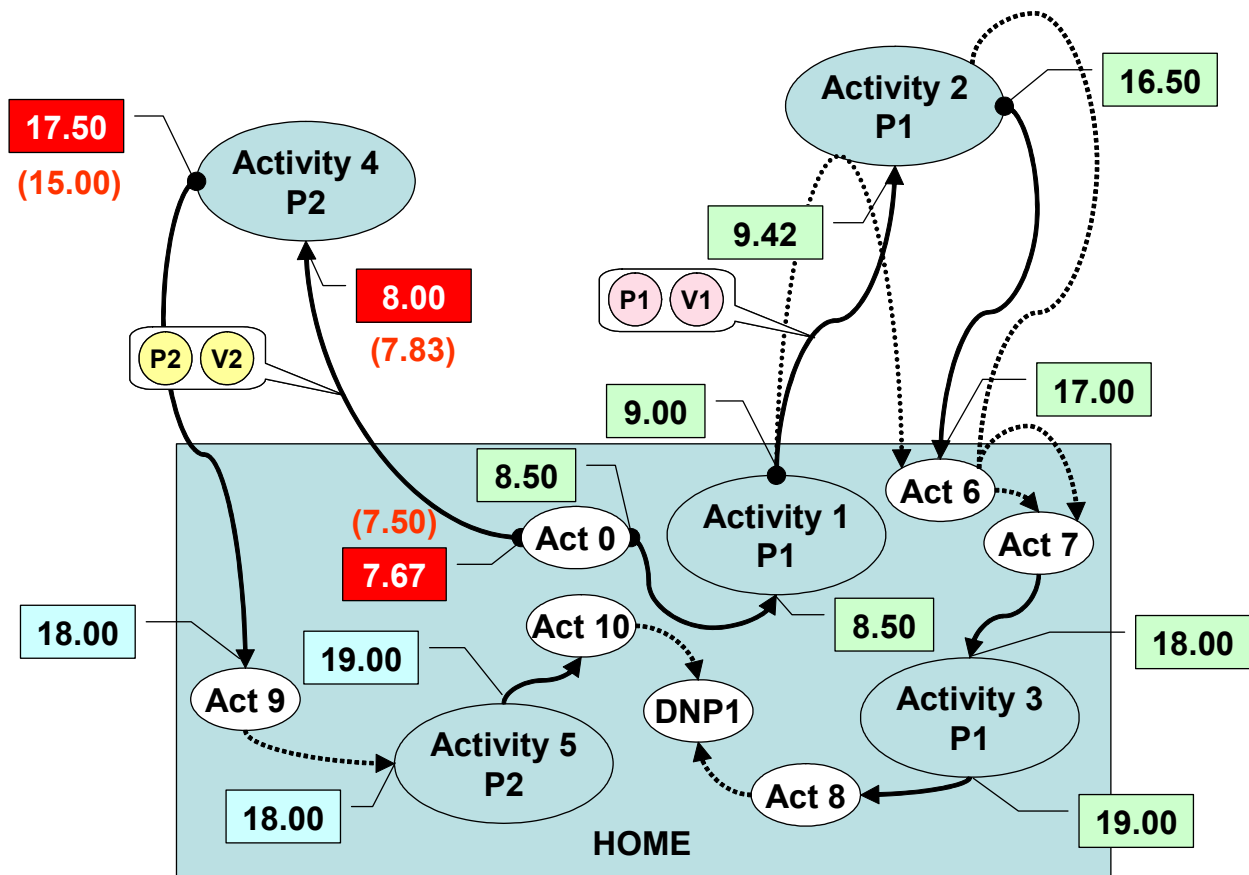 Activity 2
P1
16.50
17.50
(15.00)
Activity 4
P2
9.42
8.00
(7.83)
P1 V1
P2 V2
17.00
9.00
8.50
Act 6
(7.50)
Activity 1
P1
Act 0
Act 7
7.67
18.00
19.00
Act 10
8.50
18.00
Act 9
DNP1
Activity 3
P1
Activity 5
P2
Act 8
18.00
19.00
HOME